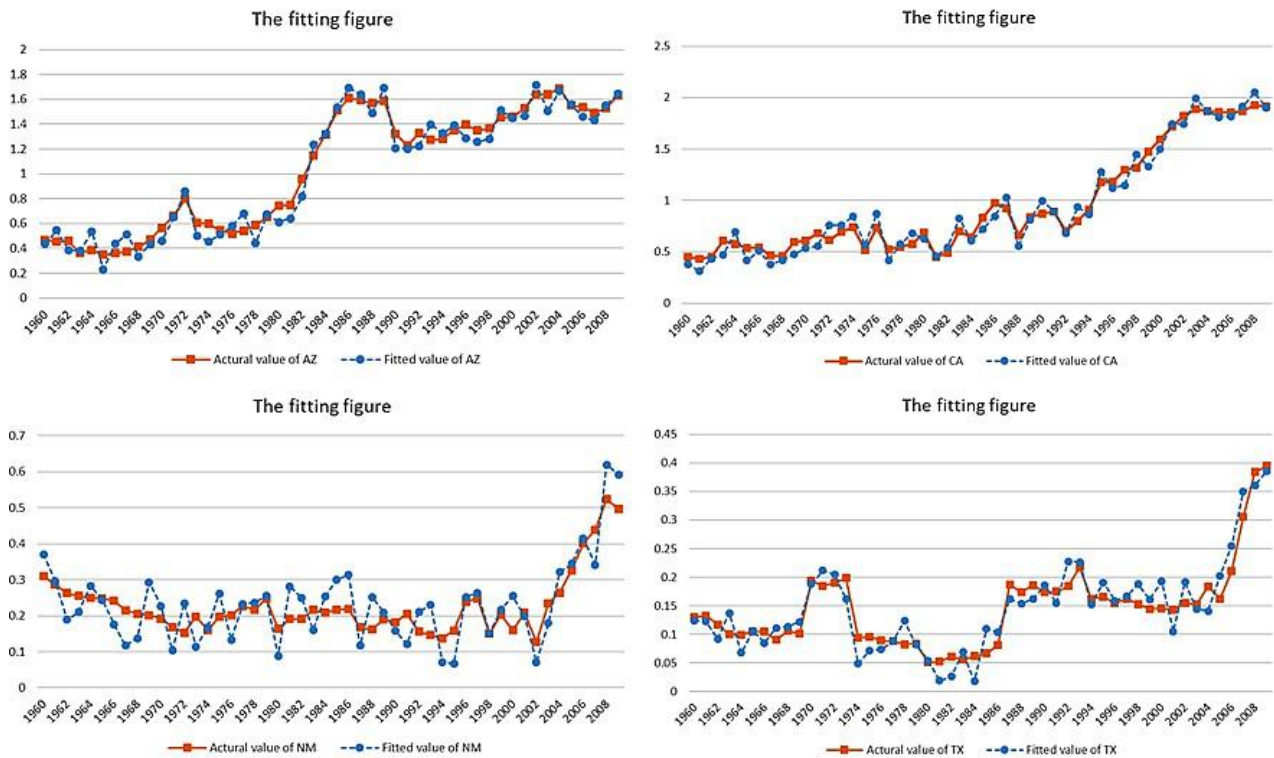 The fitting figure
2
1.8
1.6
1.4
1.2
1
0.8
0.6
0.4
0.2
0
1960 1962 1964 1966 1968 1970 1972 1974 1976 1978 1980 1982 1984 1986 1988 1990 1992 1994 1996 1998 2000 2002 2004 2006 2008
Actural value of AZ Fitted value of AZ
The fitting figure
2.5
2
1.5
1
0.5
0
1960 1962 1964 1966 1968 1970 1972 1974 1976 1978 1980 1982 1984 1986 1988 1990 1992 1994 1996 1998 2000 2002 2004 2006 2008
Actural value of CA Fitted value of CA
The fitting figure
0.7
0.6
0.5
0.4
0.3
0.2
0.1
0
1960 1962 1964 1966 1968 1970 1972 1974 1976 1978 1980 1982 1984 1986 1988 1990 1992 1994 1996 1998 2000 2002 2004 2006 2008
Actural value of NM Fitted value of NM
The fitting figure
0.45
0.4
0.35
0.3
0.25
0.2
0.15
0.1
0.05
0
1960 1962 1964 1966 1968 1970 1972 1974 1976 1978 1980 1982 1984 1986 1988 1990 1992 1994 1996 1998 2000 2002 2004 2006 2008
Actural value of TX Fitted value of TX